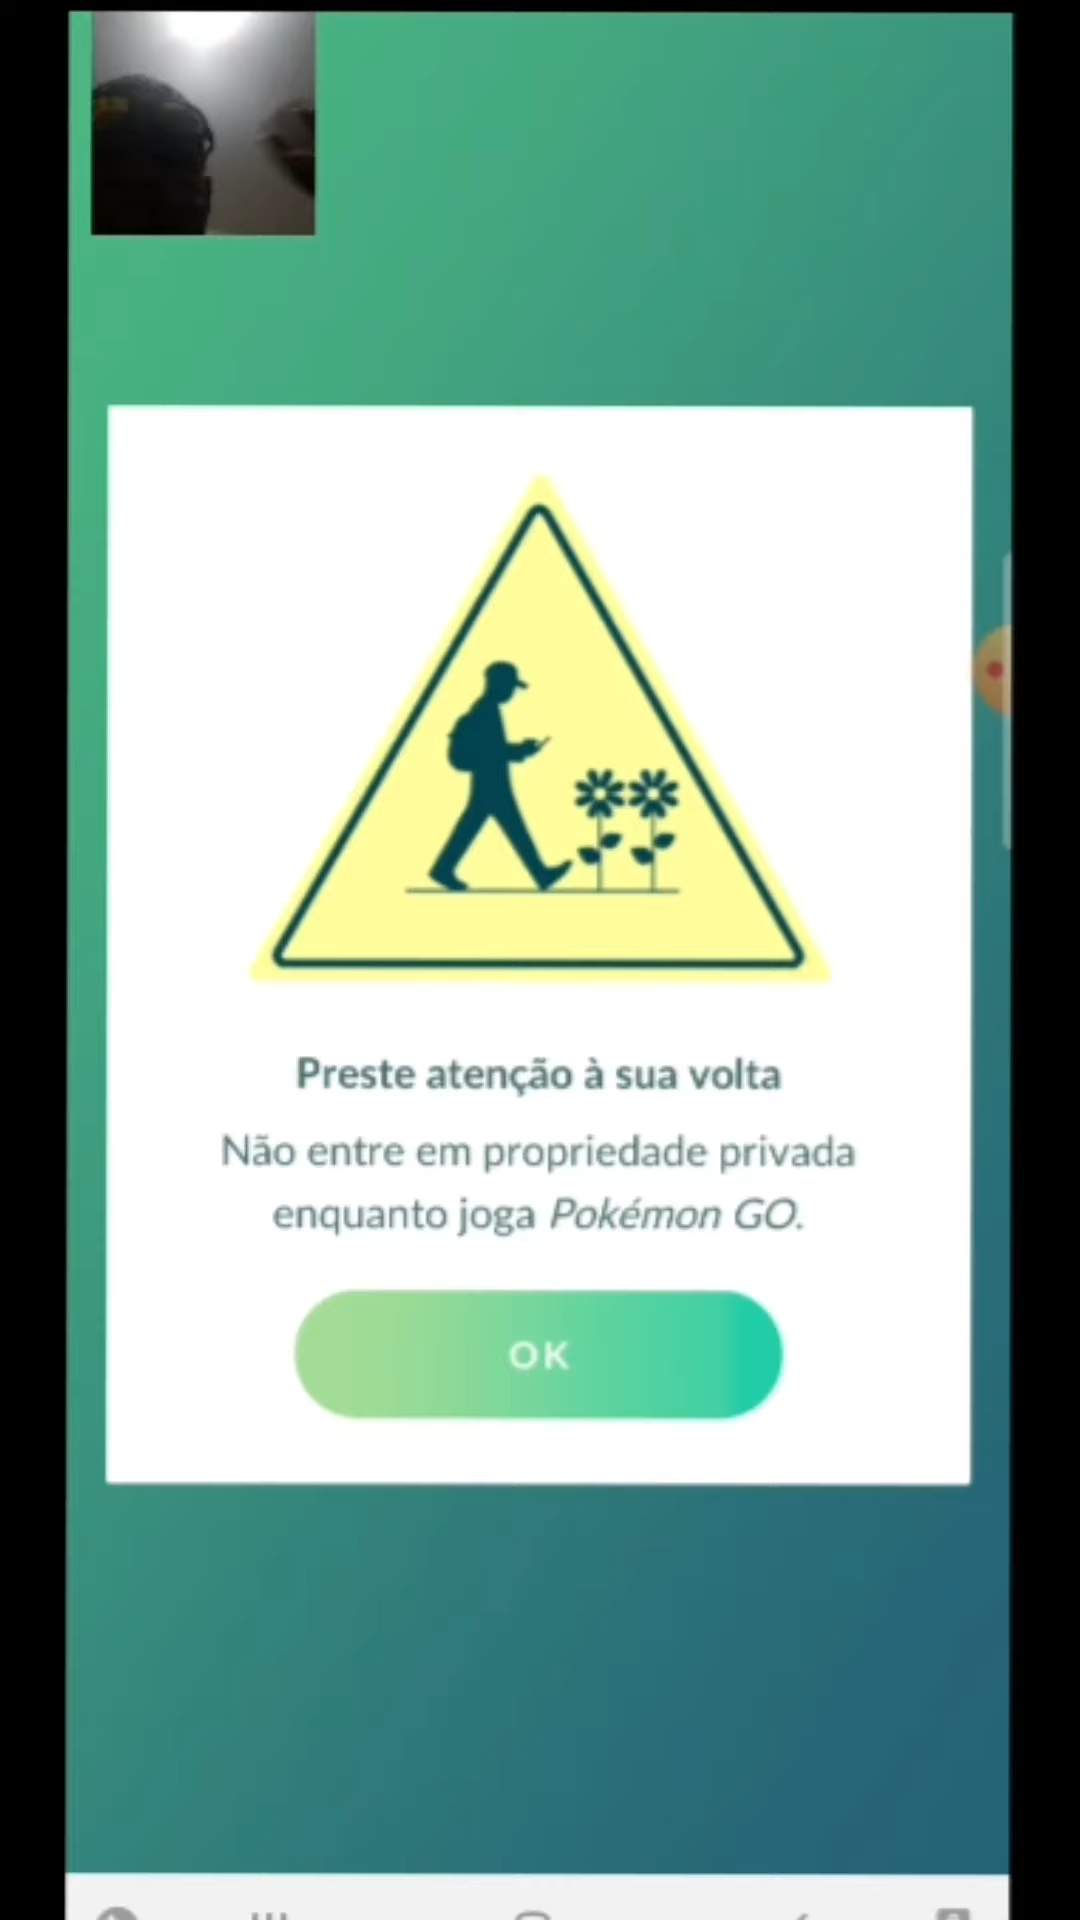 Preste atenção à sua volta
Não entre em propriedade privada
enquanto joga Pokémon GO.
OK